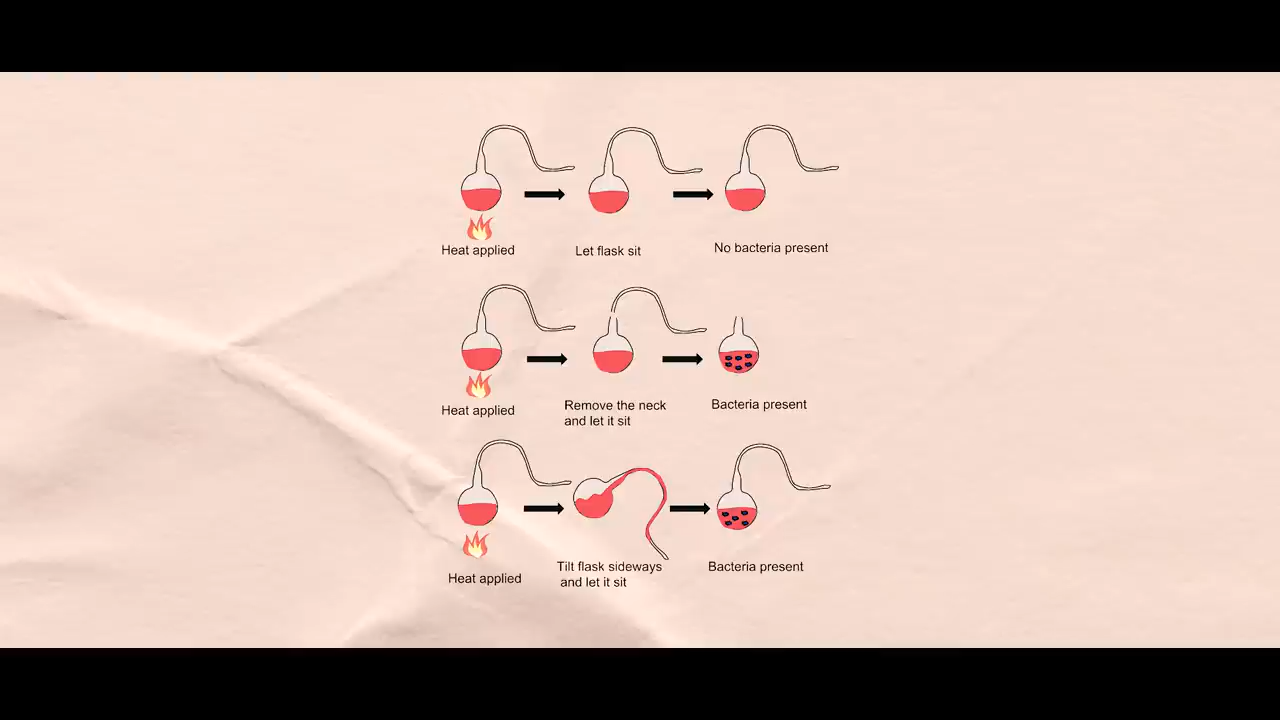 Heat applied
Let flask sit
No bacteria present
Heat applied
Remove the neck
and let it sit
Bacteria present
Heat applied
Tilt flask sideways
and let it sit
Bacteria present